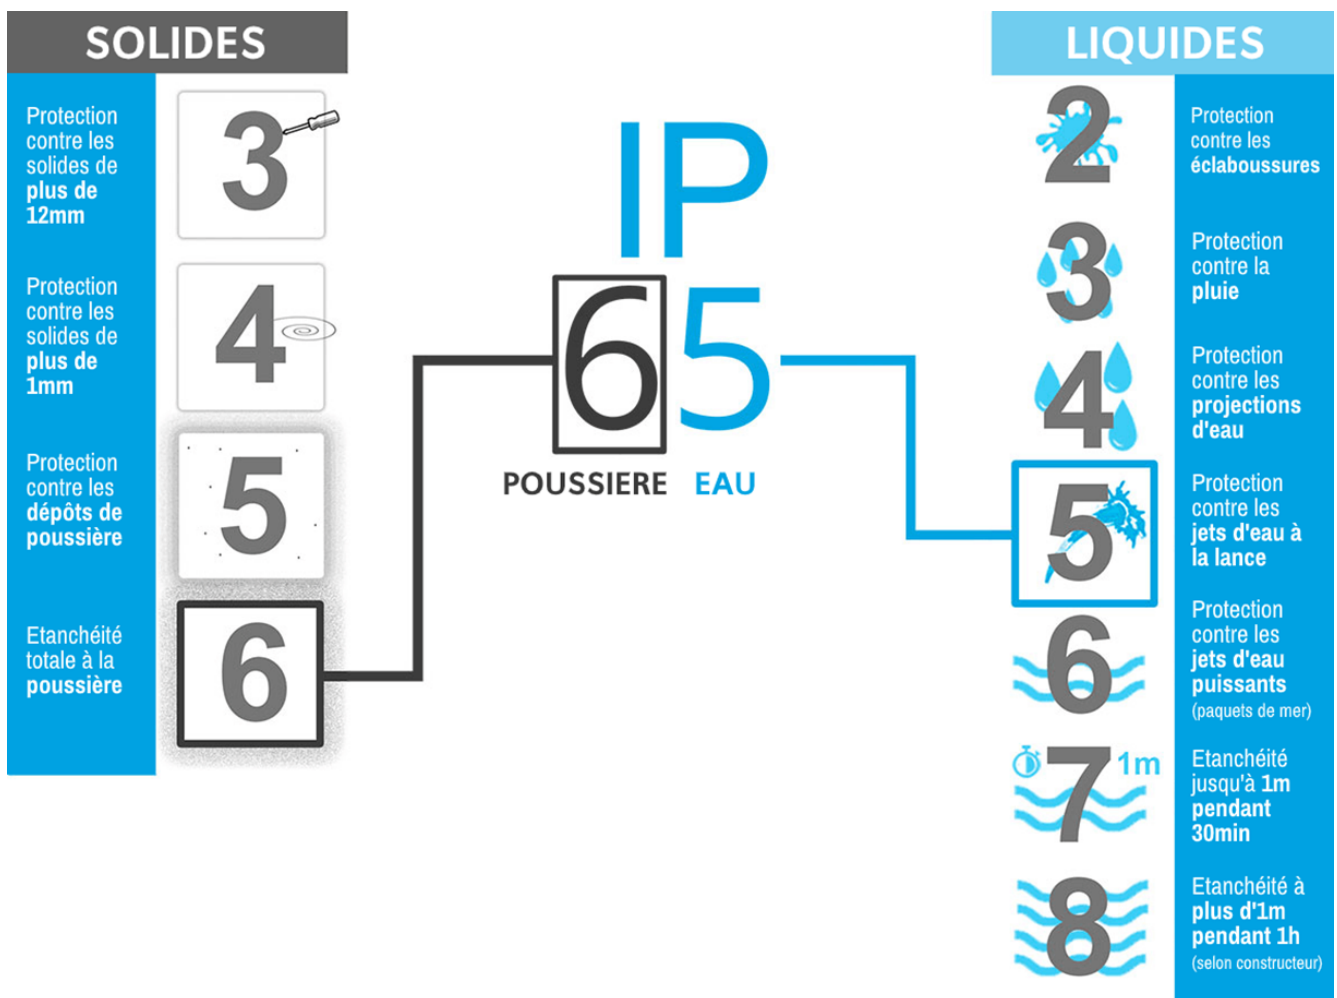 SOLIDES
Protection
contre les
solides de
plus de
12mm
3
Protection
contre les
solides de
plus de
1mm
4
Protection
contre les
dépôts de
poussière
5
Etanchéité
totale à la
poussière
6
IP
65
POUSSIERE EAU
LIQUIDES
2
Protection
contre les
éclaboussures
3
Protection
contre la
pluie
4
Protection
contre les
projections
d'eau
5
Protection
contre les
jets d'eau à
la lance
6
Protection
contre les
jets d'eau
puissants
(paquets de mer)
7 1m
Etanchéité
jusqu'à 1m
pendant
30min
8
Etanchéité à
plus d'1m
pendant 1h
(selon constructeur)